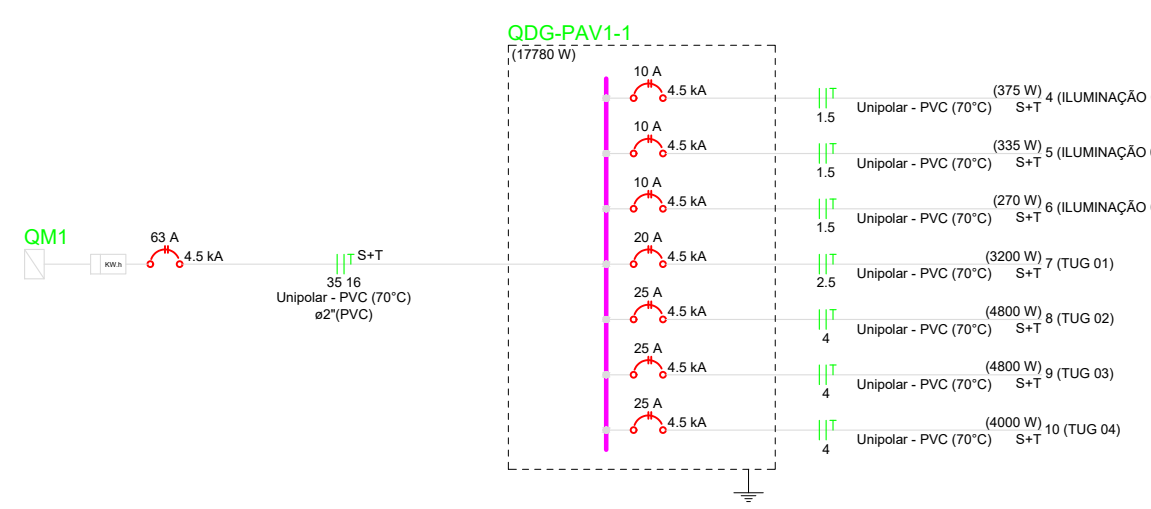 QDG-PAV1-1
(17780 W)
10 A
4.5 kA
T
1.5
Unipolar - PVC (70°C)
(375 W)
S+T
4 (ILUMINAÇÃO
10 A
4.5 kA
T
1.5
Unipolar - PVC (70°C)
(335 W)
S+T
5 (ILUMINAÇÃO
10 A
4.5 kA
T
1.5
Unipolar - PVC (70°C)
(270 W)
S+T
6 (ILUMINAÇÃO
QM1
KW.h
63 A
4.5 kA
T
S+T
35 16
Unipolar - PVC (70°C)
ø2"(PVC)
20 A
4.5 kA
T
2.5
Unipolar - PVC (70°C)
(3200 W)
S+T
7 (TUG 01)
25 A
4.5 kA
T
4
Unipolar - PVC (70°C)
(4800 W)
S+T
8 (TUG 02)
25 A
4.5 kA
T
4
Unipolar - PVC (70°C)
(4800 W)
S+T
9 (TUG 03)
25 A
4.5 kA
T
4
Unipolar - PVC (70°C)
(4000 W)
S+T
10 (TUG 04)